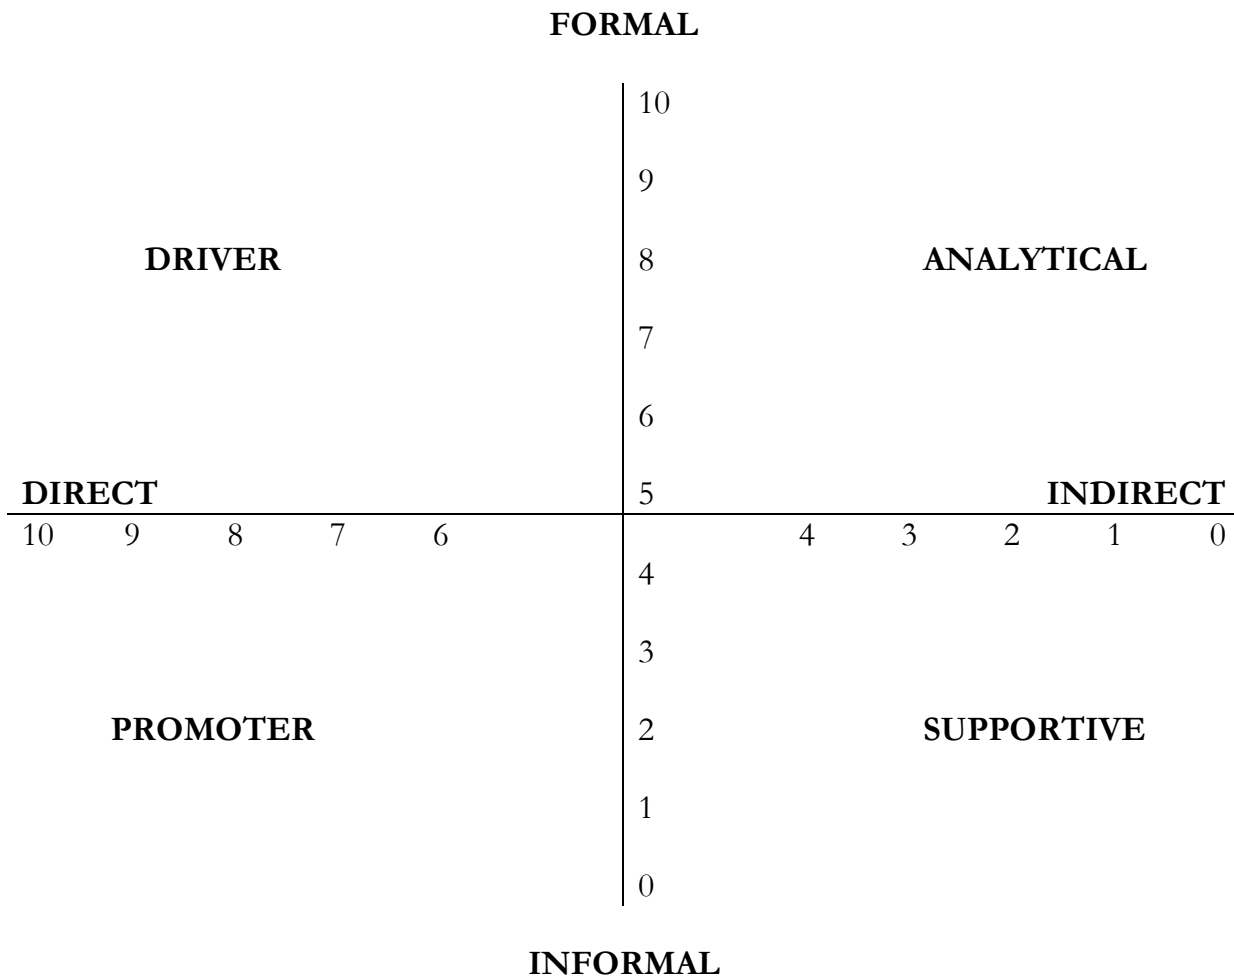 FORMAL
10
9
DRIVER 8 ANALYTICAL
7
6
DIRECT 5 INDIRECT
10 9 8 7 6 4 3 2 1 0
4
3
PROMOTER 2 SUPPORTIVE
1
0
INFORMAL